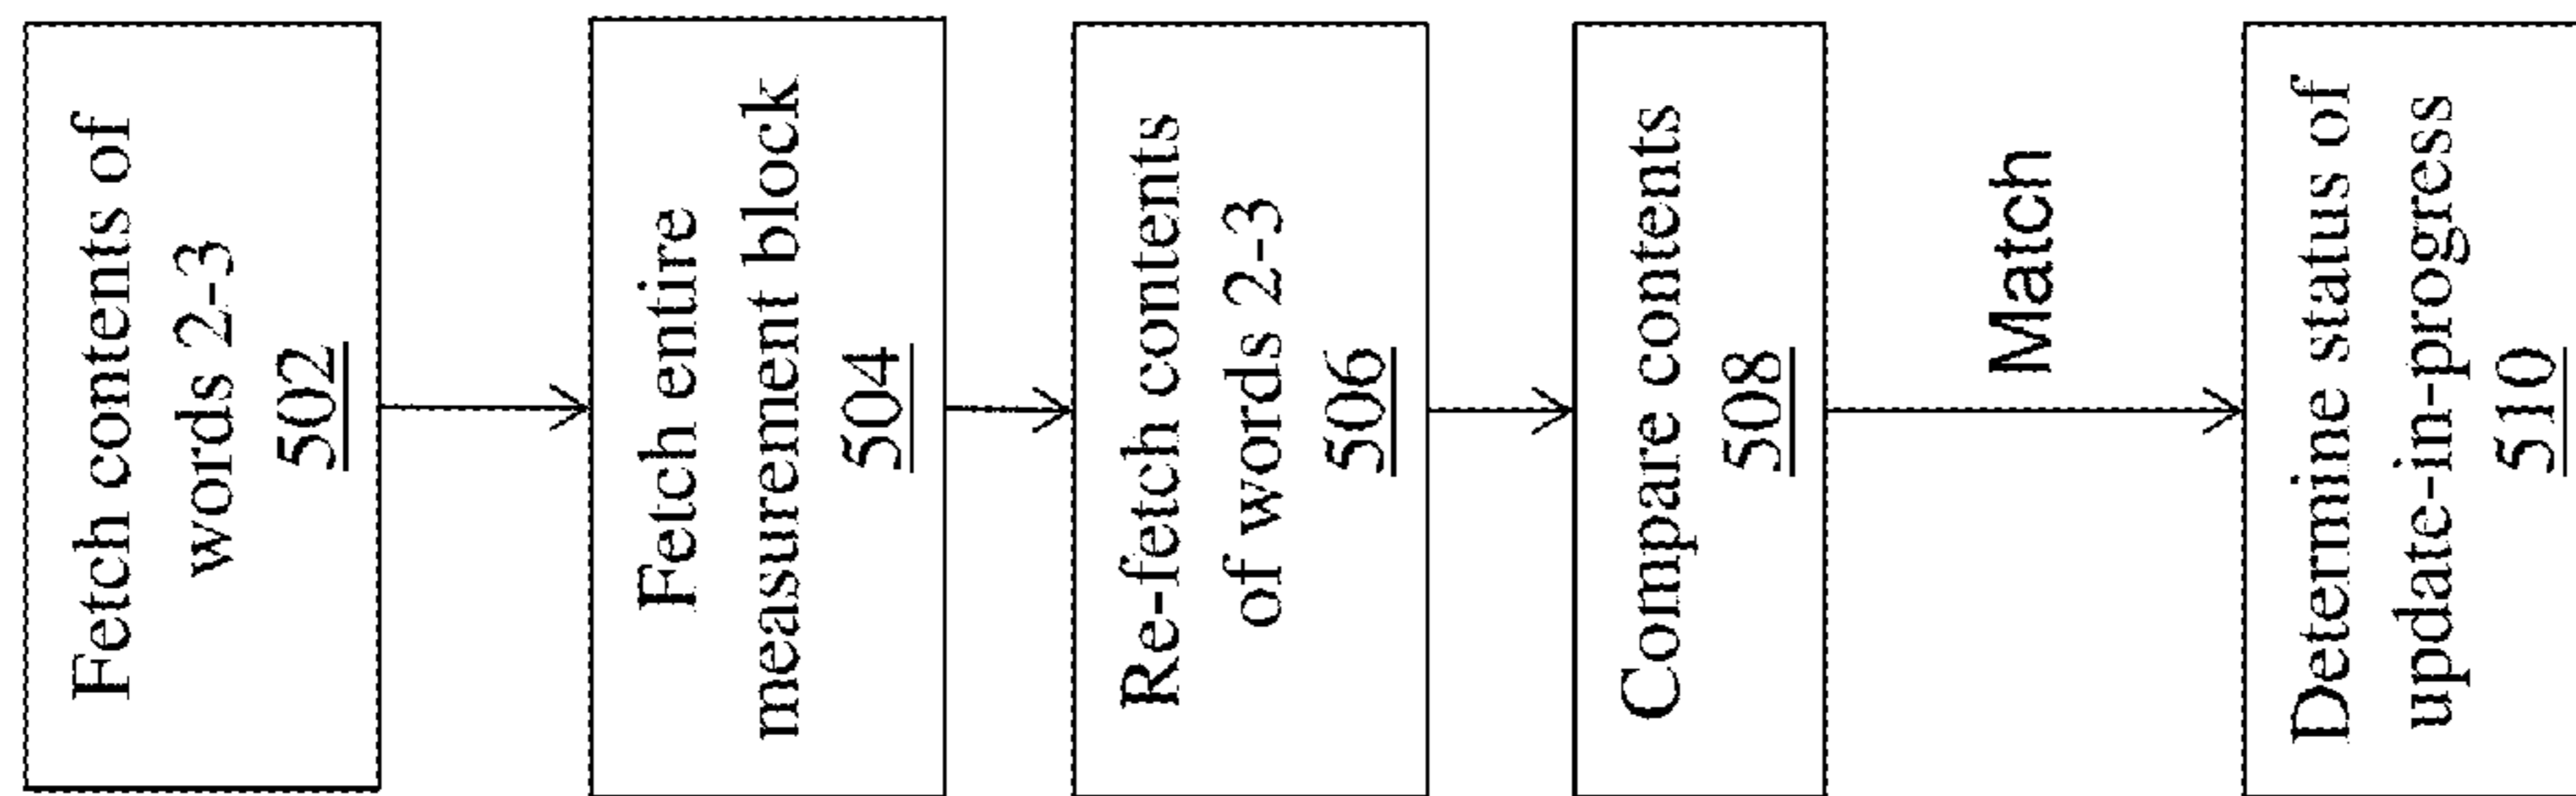 Fetch contents of
words 2-3
502
Fetch entire
measurement block
504
Re-fetch contents
of words 2-3
506
Compare contents
508
Match
Determine status of
update-in-progress
510